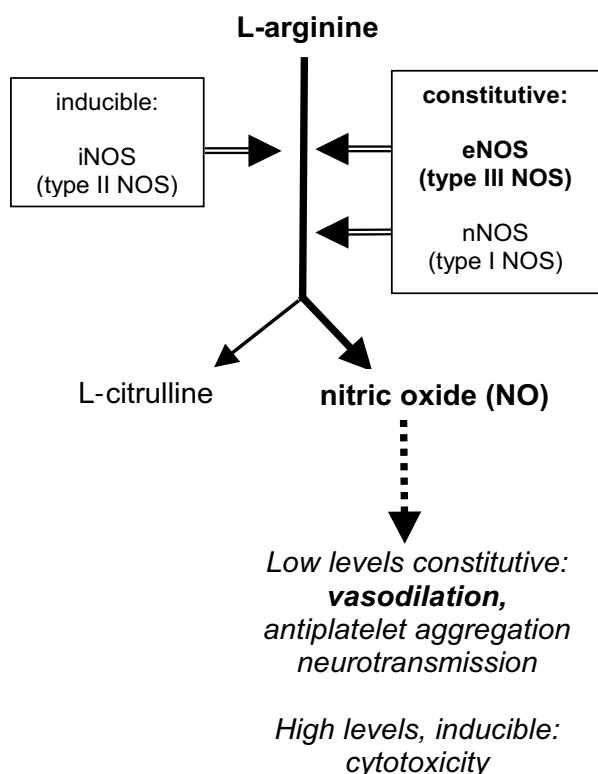 L-arginine
inducible:
iNOS
(type II NOS)
constitutive:
eNOS
(type III NOS)
nNOS
(type I NOS)
L-citrulline
nitric oxide (NO)
Low levels constitutive:
vasodilation,
antiplatelet aggregation
neurotransmission
High levels, inducible:
cytotoxicity